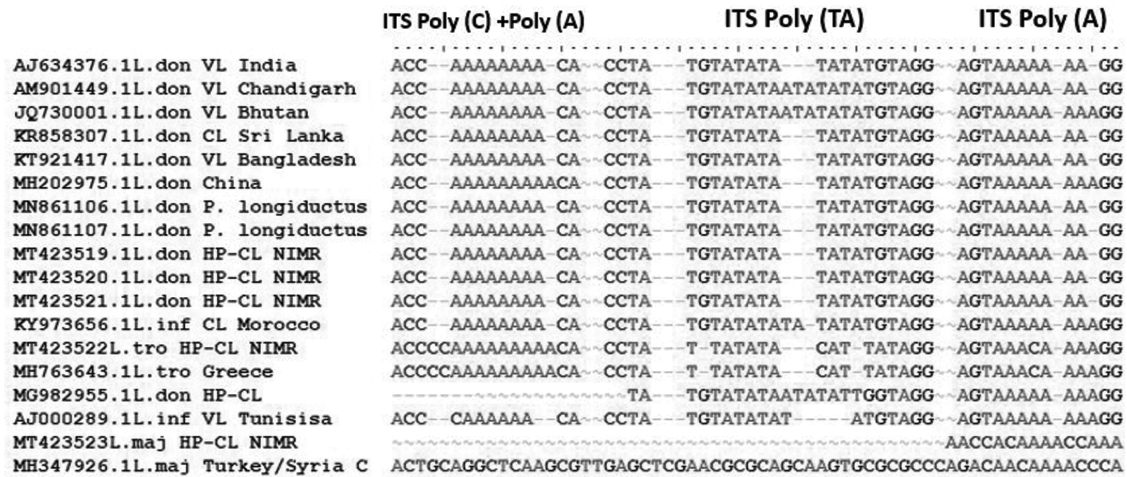 ITS Poly (C) +Poly (A) ITS Poly (TA) ITS Poly (A)
AJ634376.1L.don VL India ACC--AAAAAAAA-CA-~~CCTA---TGTATATA---TATATGTAGG~~AGTAAAAA-AA-GG
AM901449.1L.don VL Chandigarh ACC--AAAAAAAA-CA-~~CCTA---TGTATATAATATATATGTAGG~~AGTAAAAA-AA-GG
JQ730001.1L.don VL Bhutan ACC--AAAAAAAA-CA-~~CCTA---TGTATATAATATATATGTAGG~~AGTAAAAA-AAAGG
KR858307.1L.don CL Sri Lanka ACC--AAAAAAAA-CA-~~CCTA---TGTATATA---TATATGTAGG~~AGTAAAAA-AA-GG
KT921417.1L.don VL Bangladesh ACC--AAAAAAAA-CA-~~CCTA---TGTATATA---TATATGTAGG~~AGTAAAAA-AA-GG
MH202975.1L.don China ACC--AAAAAAAAACA-~~CCTA---TGTATATA---TATATGTAGG~~AGTAAAAA-AAAGG
MN861106.1L.don P. longiductus ACC--AAAAAAAA-CA-~~CCTA---TGTATATA---TATATGTAGG~~AGTAAAAA-AA-GG
MN861107.1L.don P. longiductus ACC--AAAAAAAA-CA-~~CCTA---TGTATATA---TATATGTAGG~~AGTAAAAA-AA-GG
MT423519.1L.don HP-CL NIMR ACC--AAAAAAAA-CA-~~CCTA---TGTATATA---TATATGTAGG~~AGTAAAAA-AA-GG
MT423520.1L.don HP-CL NIMR ACC--AAAAAAAA-CA-~~CCTA---TGTATATA---TATATGTAGG~~AGTAAAAA-AA-GG
MT423521.1L.don HP-CL NIMR ACC--AAAAAAAA-CA-~~CCTA---TGTATATA---TATATGTAGG~~AGTAAAAA-AA-GG
KY973656.1L.inf CL Morocco ACC--AAAAAAAA-CA-~~CCTA---TGTATATATA-TATATGTAGG~~AGTAAAAA-AAAGG
MT423522L.tro HP-CL NIMR ACCCCAAAAAAAAACA-~~CCTA---T-TATATA---CAT-TATAGG~~AGTAAACA-AAAGG
MH763643.1L.tro Greece ACCCCAAAAAAAAACA-~~CCTA---T-TATATA---CAT-TATAGG~~AGTAAACA-AAAGG
MG982955.1L.don HP-CL TA---TGTATATAATATATTGGTAGG~~AGTAAAAA-AAAGG
AJ000289.1L.inf VL Tunisisa ACC--CAAAAAA--CA-~~CCTA---TGTATATAT-----ATGTAGG~~AGTAAAAA-AAAGG
MT423523L.maj HP-CL NIMR AACCACAAAACCAAA
MH347926.1L.maj Turkey/Syria C ACTGCAGGCTCAAGCGTTGAGCTCGAACGCGCAGCAAGTGCGCGCCCAGACAACAAAACCCA